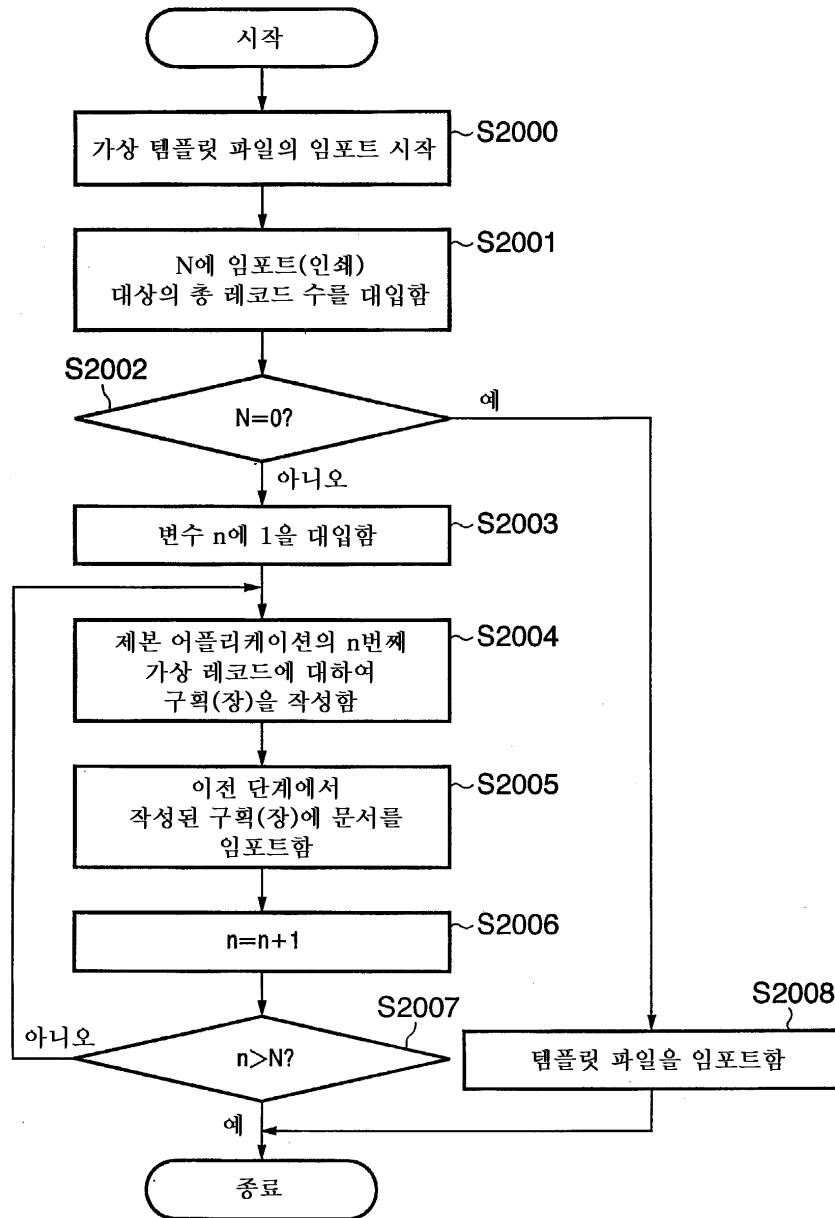 시작
가상 템플릿 파일의 임포트 시작
S2000
N에 임포트(인쇄)
대상의 총 레코드 수를 대입함
S2001
S2002
N=0?
예
아니오
변수 n에 1을 대입함
S2003
제본 어플리케이션의 n번째
가상 레코드에 대하여
구획(장)을 작성함
S2004
이전 단계에서
작성된 구획(장)에 문서를
임포트함
S2005
n=n+1
S2006
S2007
아니오
n>N?
예
S2008
템플릿 파일을 임포트함
종료